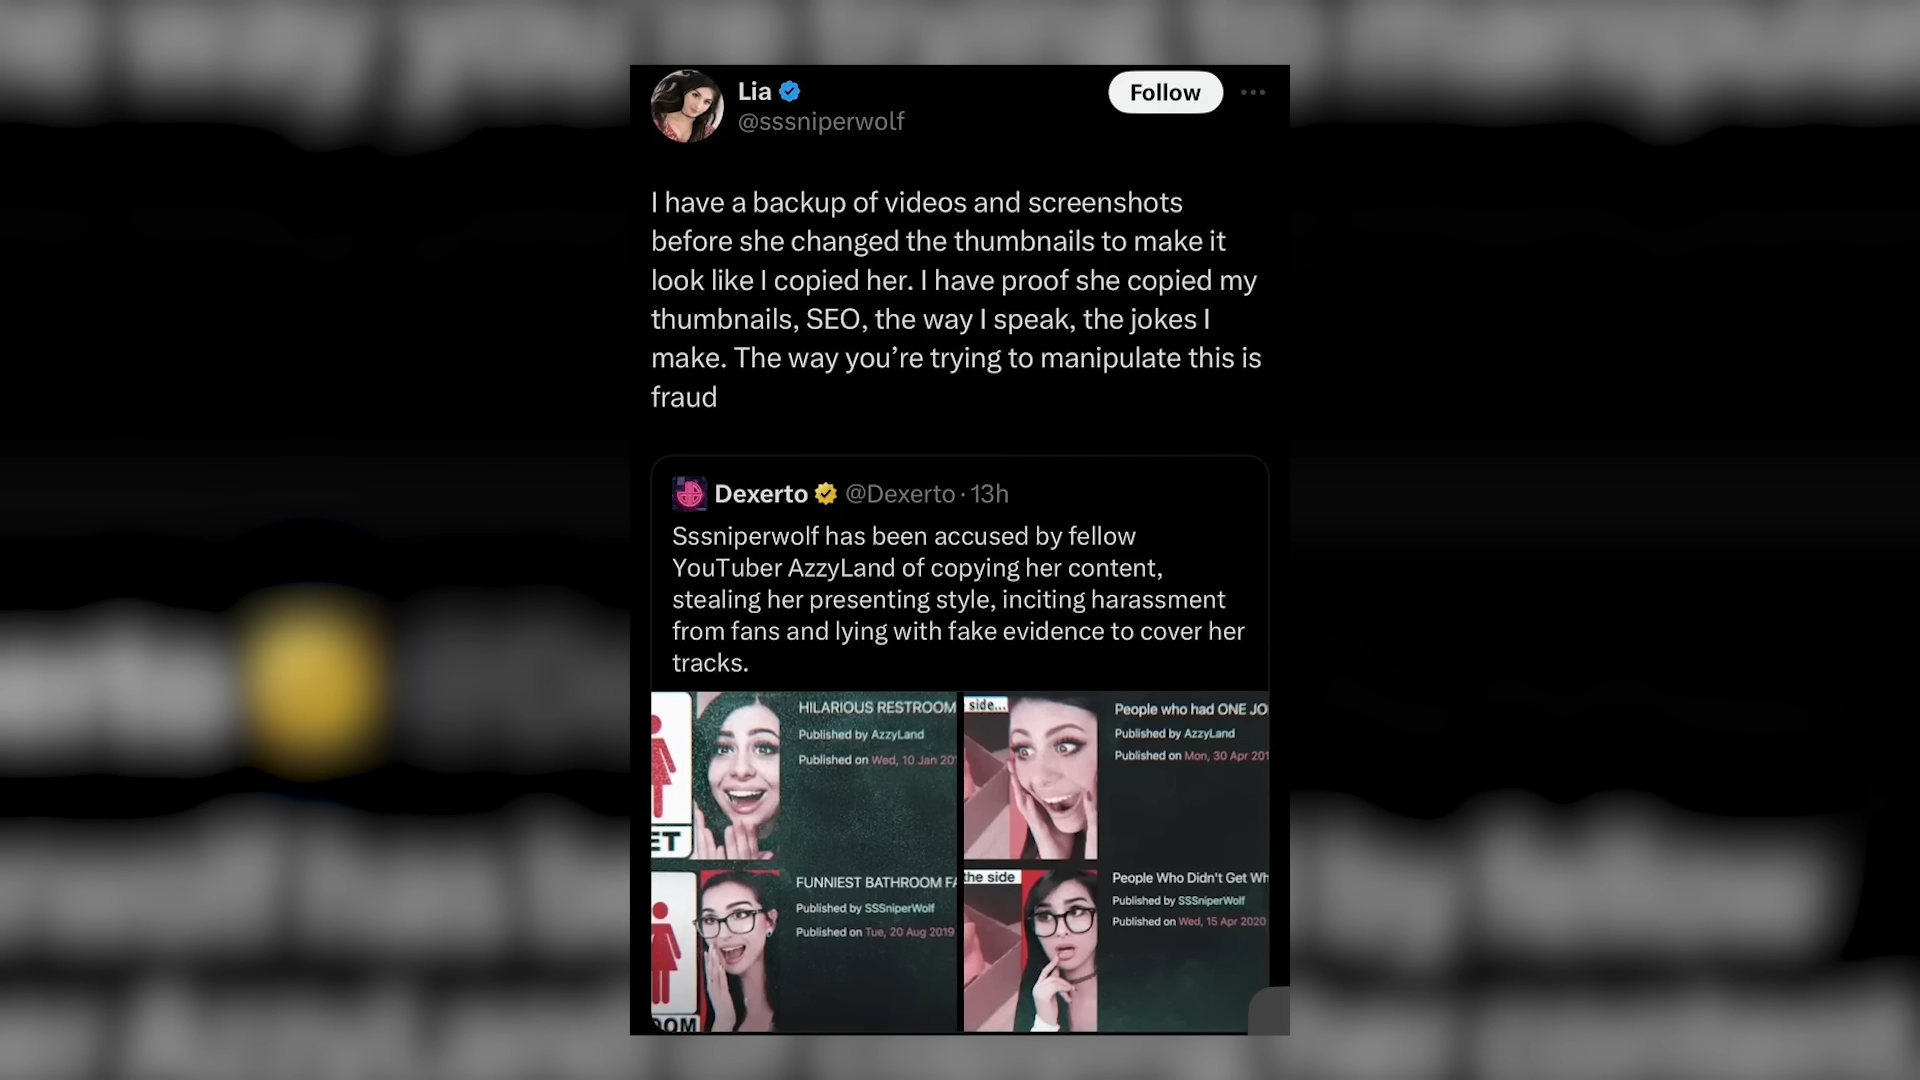 Lia
Follow
@sssniperwolf
I have a backup of videos and screenshots
before she changed the thumbnails to make it
look like I copied her. I have proof she copied my
thumbnails, SEO, the way I speak, the jokes I
make. The way you’re trying to manipulate this is
fraud
Dexerto @Dexerto · 13h
Sssniperwolf has been accused by fellow
YouTuber AzzyLand of copying her content,
stealing her presenting style, inciting harassment
from fans and lying with fake evidence to cover her
tracks.
HILARIOUS RESTROOM
Published by AzzyLand
Published on Wed, 10 Jan 20
ET
side...
People who had ONE JO
Published by AzzyLand
Published on Mon, 30 Apr 201
FUNNIEST BATHROOM FA
Published by SSSniperWolf
Published on Tue, 20 Aug 2019
OOM
the side
People Who Didn't Get Wh
Published by SSSniperWolf
Published on Wed, 15 Apr 2020